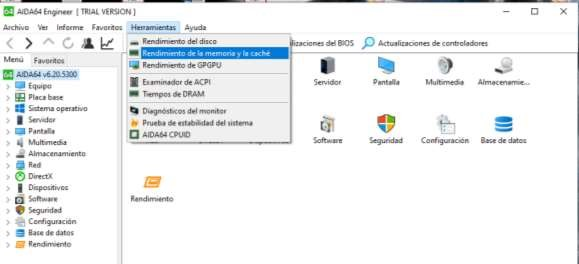 64 AIDA64 Engineer [ TRIAL VERSION ]
Archivo Ver Informe Favoritos Herramientas Ayuda
Rendimiento del disco
Rendimiento de la memoria y la caché
Rendimiento de GPGPU
Examinador de ACPI
Tiempos de DRAM
Diagnósticos del monitor
Prueba de estabilidad del sistema
AIDA64 CPUID
lizaciones del BIOS Actualizaciones de controladores
Menú Favoritos
64 AIDA64 v6.20.5300
Equipo
Placa base
Sistema operativo
Servidor
Pantalla
Multimedia
Almacenamiento
Red
DirectX
Dispositivos
Software
Seguridad
Configuración
Base de datos
Rendimiento
Servidor Pantalla Multimedia Almacenamie...
Software Seguridad Configuración Base de datos
Rendimiento